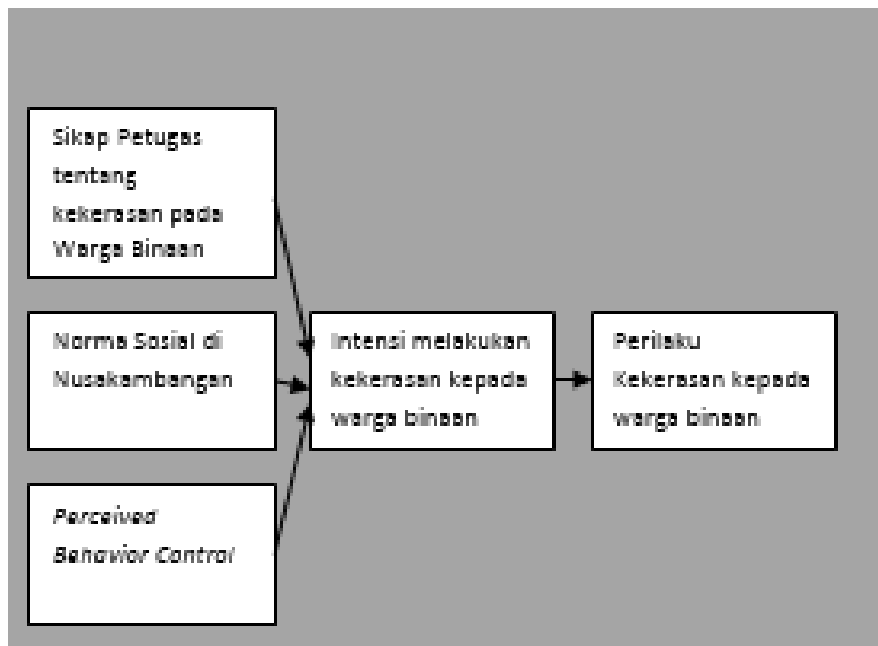 Sikap Petugas
tentang
kekerasan pada
Warga Binaan
Norma Sosial di
Nusakambangan
Perceived
Behavior Control
Intensi melakukan
kekerasan kepada
warga binaan
Perilaku
Kekerasan kepada
warga binaan